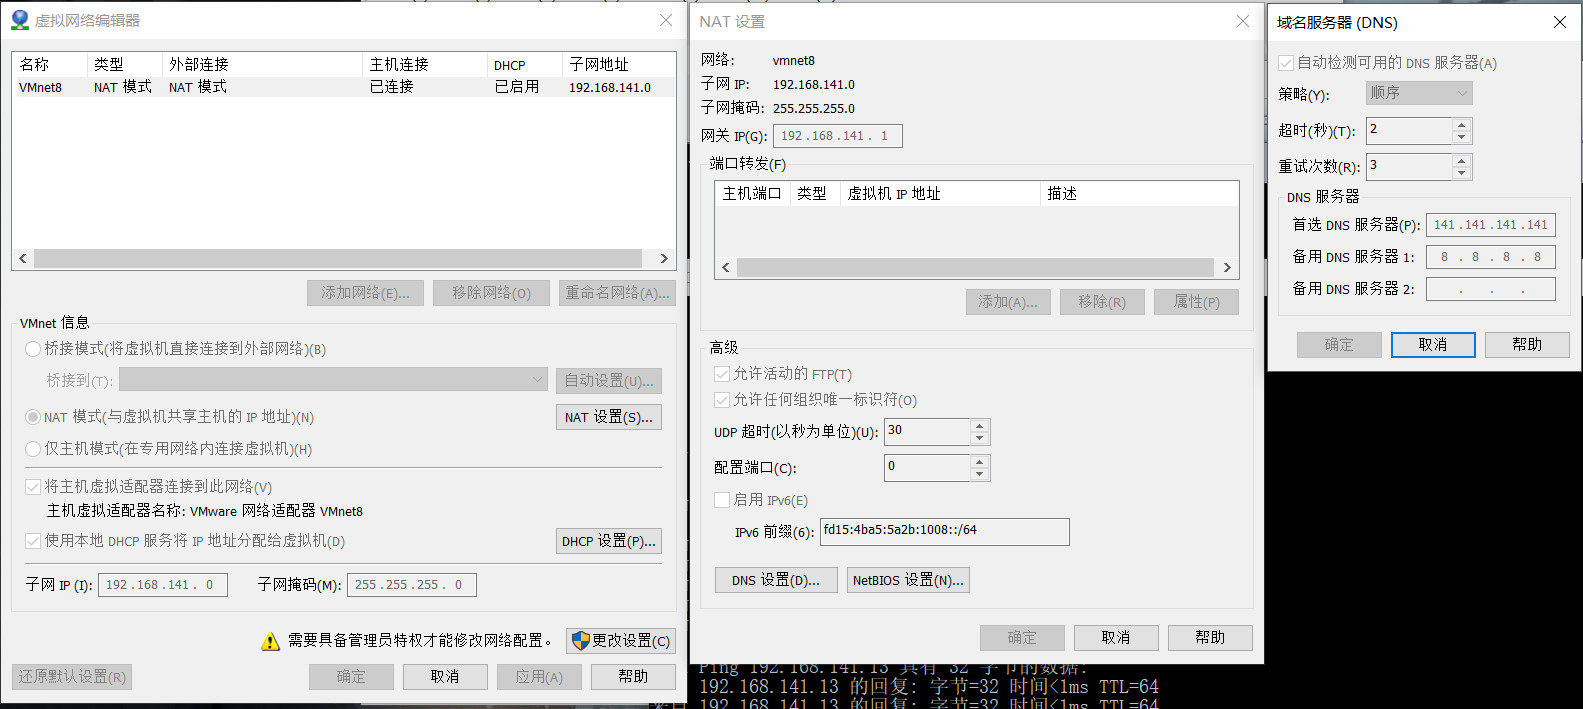 虚拟网络编辑器
名称 类型 外部连接 主机连接 DHCP 子网地址
VMnet8 NAT 模式 NAT 模式 已连接 已启用 192.168.141.0
添加网络(E)... 移除网络(O) 重命名网络(A)...
VMnet 信息
桥接模式(将虚拟机直接连接到外部网络)(B)
桥接到(T): 自动设置(U)...
NAT 模式(与虚拟机共享主机的 IP 地址)(N) NAT 设置(S)...
仅主机模式(在专用网络内连接虚拟机)(H)
将主机虚拟适配器连接到此网络(V)
主机虚拟适配器名称: VMware 网络适配器 VMnet8
使用本地 DHCP 服务将 IP 地址分配给虚拟机(D) DHCP 设置(P)...
子网 IP (I): 192.168.141. 0 子网掩码(M): 255.255.255. 0
需要具备管理员特权才能修改网络配置。 更改设置(C)
还原默认设置(R) 确定 取消 应用(A) 帮助
NAT 设置
网络: vmnet8
子网 IP: 192.168.141.0
子网掩码: 255.255.255.0
网关 IP(G): 192.168.141. 1
端口转发(F)
主机端口 类型 虚拟机 IP 地址 描述
添加(A)... 移除(R) 属性(P)
高级
允许活动的 FTP(T)
允许任何组织唯一标识符(O)
UDP 超时(以秒为单位)(U): 30
配置端口(C): 0
启用 IPv6(E)
IPv6 前缀(6): fd15:4ba5:5a2b:1008::/64
DNS 设置(D)... NetBIOS 设置(N)...
确定 取消 帮助
域名服务器 (DNS)
自动检测可用的 DNS 服务器(A)
策略(Y): 顺序
超时(秒)(T): 2
重试次数(R): 3
DNS 服务器
首选 DNS 服务器(P): 141.141.141.141
备用 DNS 服务器 1: 8 . 8 . 8 . 8
备用 DNS 服务器 2: . . .
确定 取消 帮助
Ping 192.168.141.13 具有 32 字节的数据:
192.168.141.13 的回复: 字节=32 时间<1ms TTL=64
来自 192.168.141.13 的回复: 字节=32 时间<1ms TTL=64